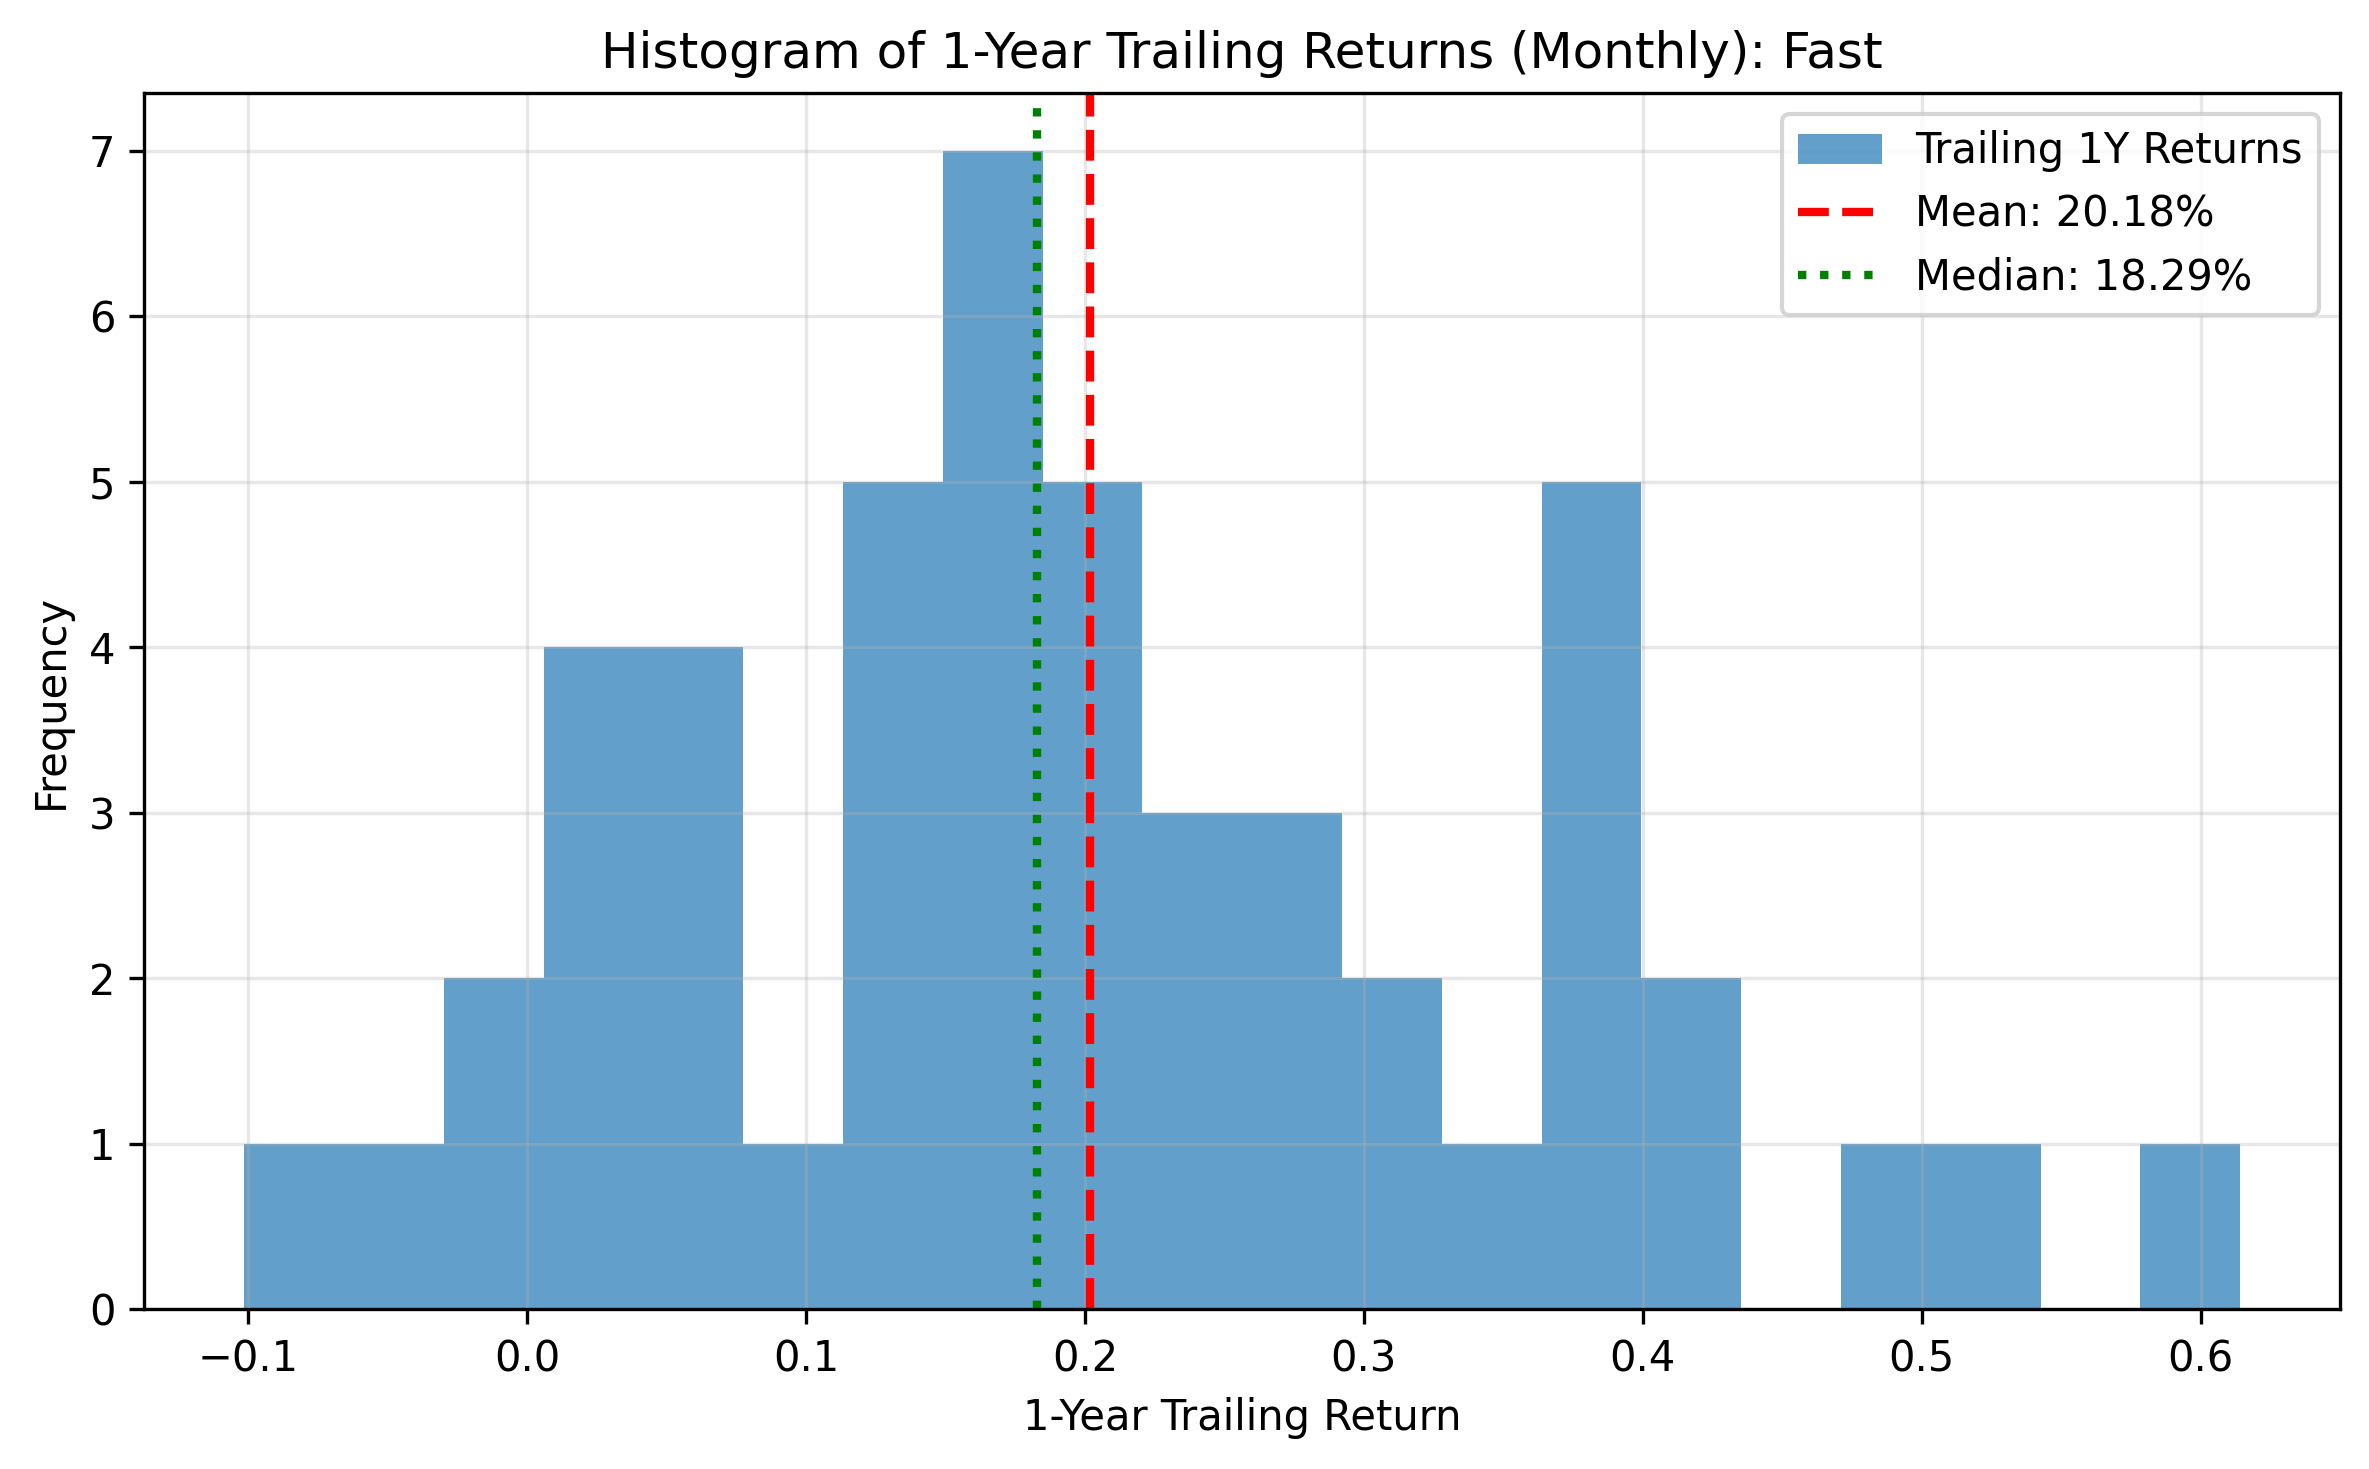 Histogram of 1-Year Trailing Returns (Monthly): Fast
Trailing 1Y Returns
Mean: 20.18%
Median: 18.29%
Frequency
7
6
5
4
3
2
1
0
−0.1
0.0
0.1
0.2
0.3
0.4
0.5
0.6
1-Year Trailing Return